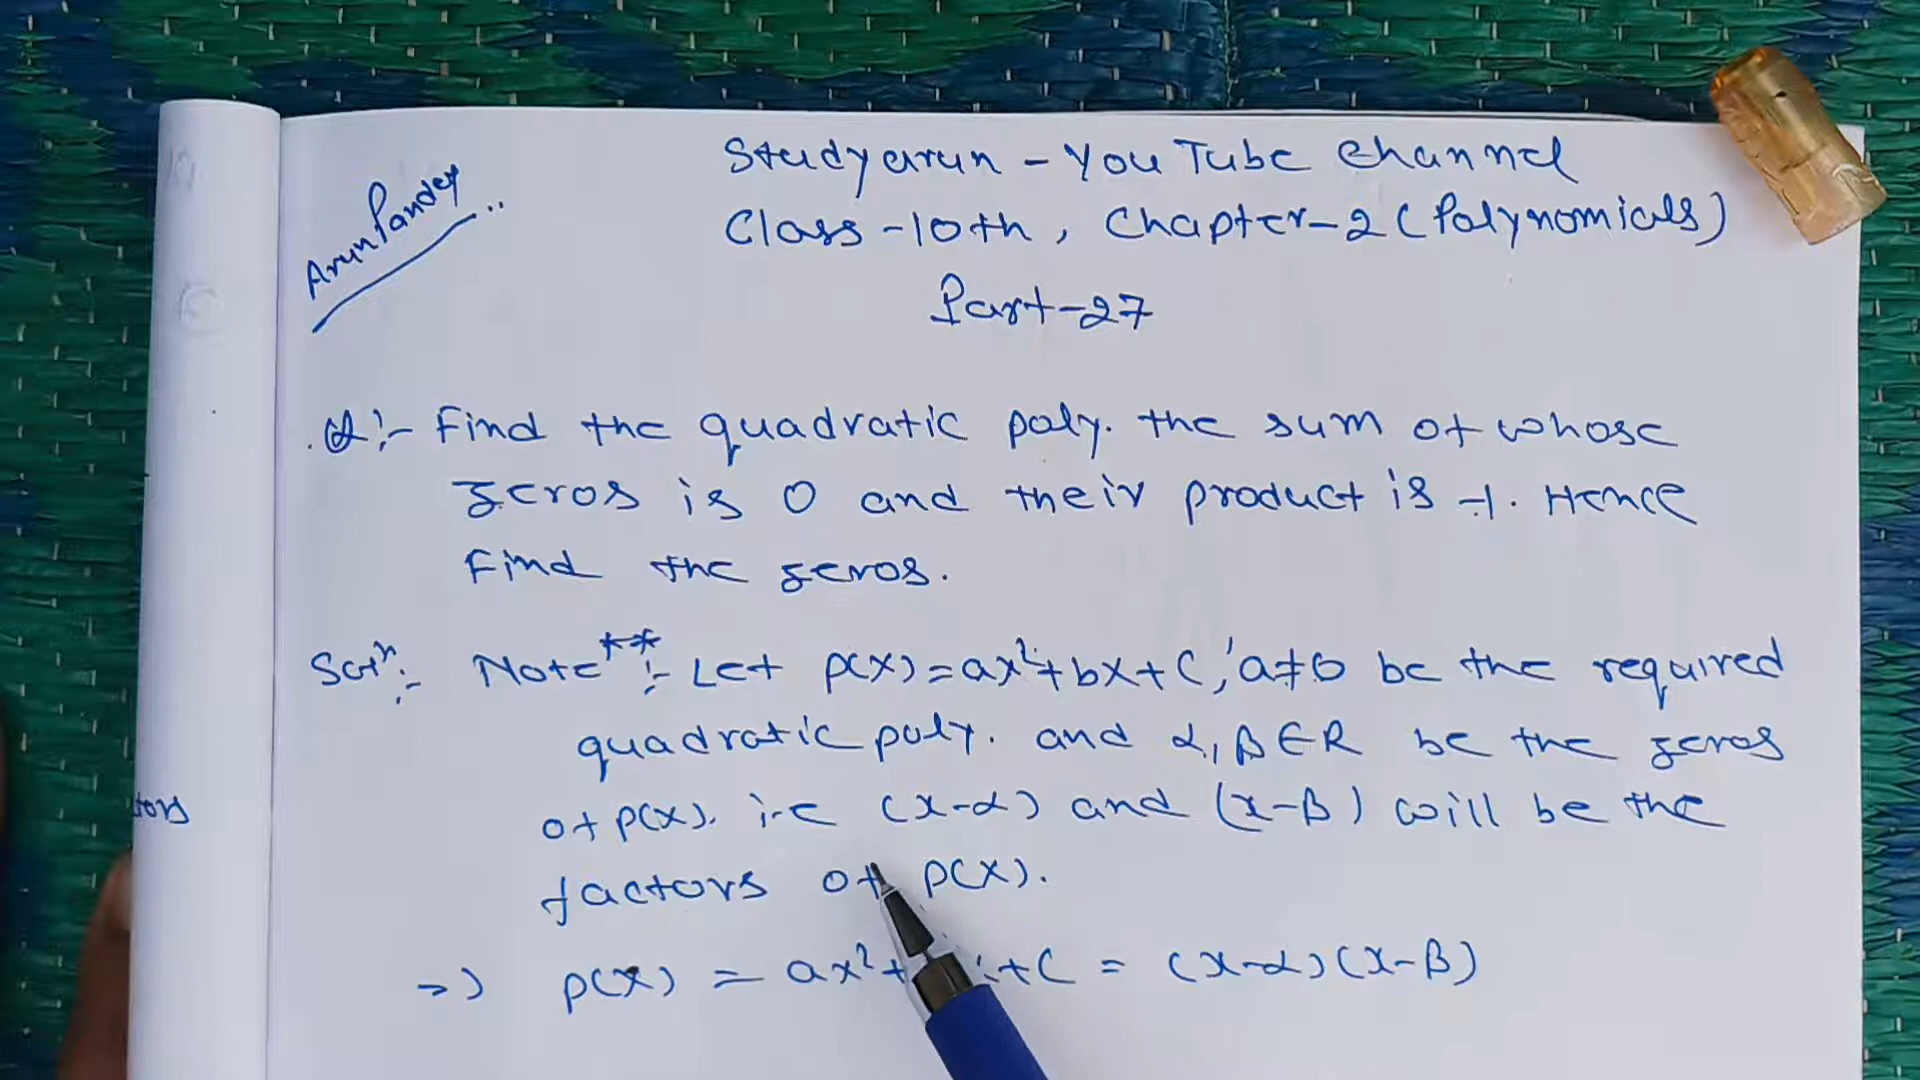 Arun Pandey
Studyarun - YouTube channel
Class -10th, Chapter-2 (Polynomials)
Part-27
Q:- Find the quadratic poly. the sum of whose
zeros is 0 and their product is -1. Hence
find the zeros.
Solⁿ:- Note**:- Let p(x)=ax²+bx+c, a≠0 be the required
quadratic poly. and α, β ∈ R be the zeros
of p(x). i.e (x-α) and (x-β) will be the
factors of p(x).
=> p(x) = ax²+ +c = (x-α)(x-β)
tors